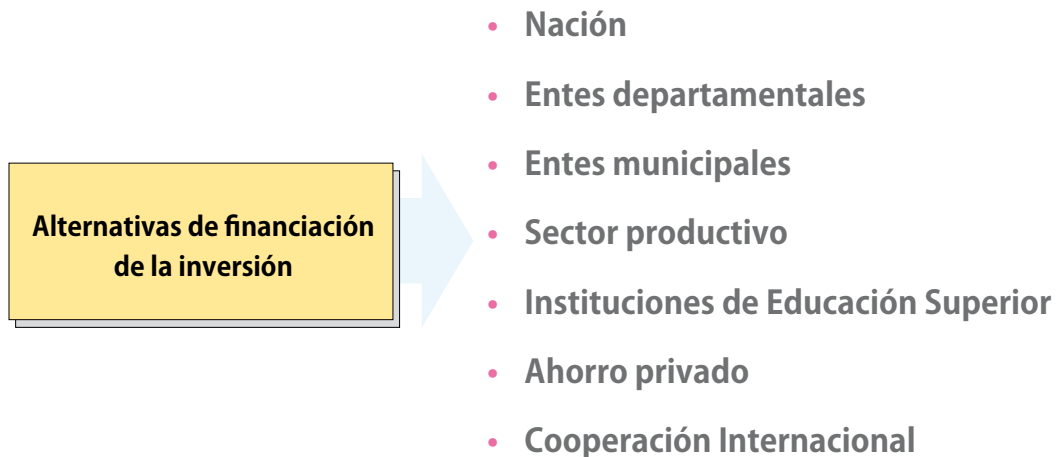 Alternativas de financiación
de la inversión
• Nación
• Entes departamentales
• Entes municipales
• Sector productivo
• Instituciones de Educación Superior
• Ahorro privado
• Cooperación Internacional